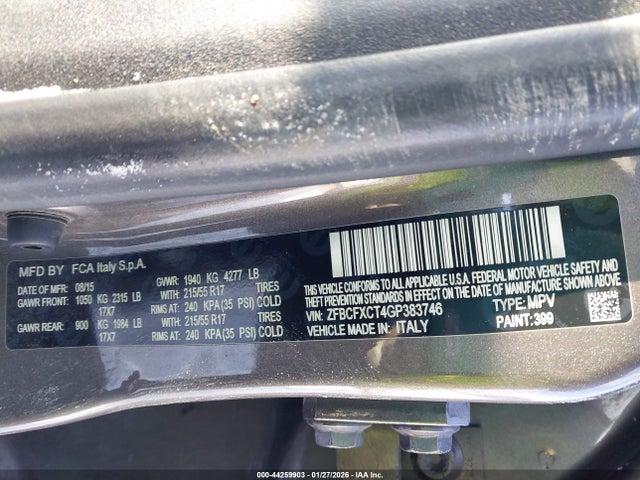 MFD BY FCA Italy S.p.A.
DATE OF MFR: 08/15 GVWR: 1940 KG 4277 LB
GAWR FRONT: 1050 KG 2315 LB WITH: 215/55 R17 TIRES
17X7 RIMS AT: 240 KPA (35 PSI) COLD
GAWR REAR: 900 KG 1984 LB WITH: 215/55 R17 TIRES
17X7 RIMS AT: 240 KPA (35 PSI) COLD
THIS VEHICLE CONFORMS TO ALL APPLICABLE U.S.A. FEDERAL MOTOR VEHICLE SAFETY
BUMPER, AND THEFT PREVENTION STANDARDS IN EFFECT ON THE DATE OF MANUFACTURE SHOWN ABOVE.
VIN: ZFBCFXCT4GP383746 TYPE: MPV
VEHICLE MADE IN: ITALY PAINT: 399
000-44259903 - 01/27/2026 - IAA Inc.